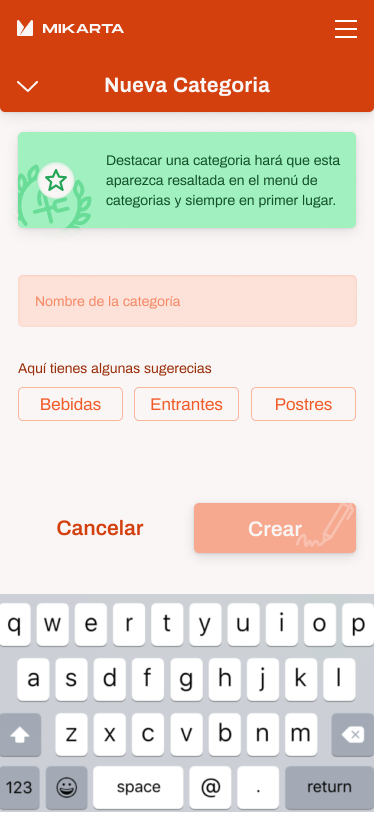 MIKARTA
Nueva Categoria
Destacar una categoria hará que esta
aparezca resaltada en el menú de
categorias y siempre en primer lugar.
Nombre de la categoría
Aquí tienes algunas sugerecias
Bebidas Entrantes Postres
Cancelar Crear
q w e r t y u i o p
a s d f g h j k l
z x c v b n m
123 space @ . return